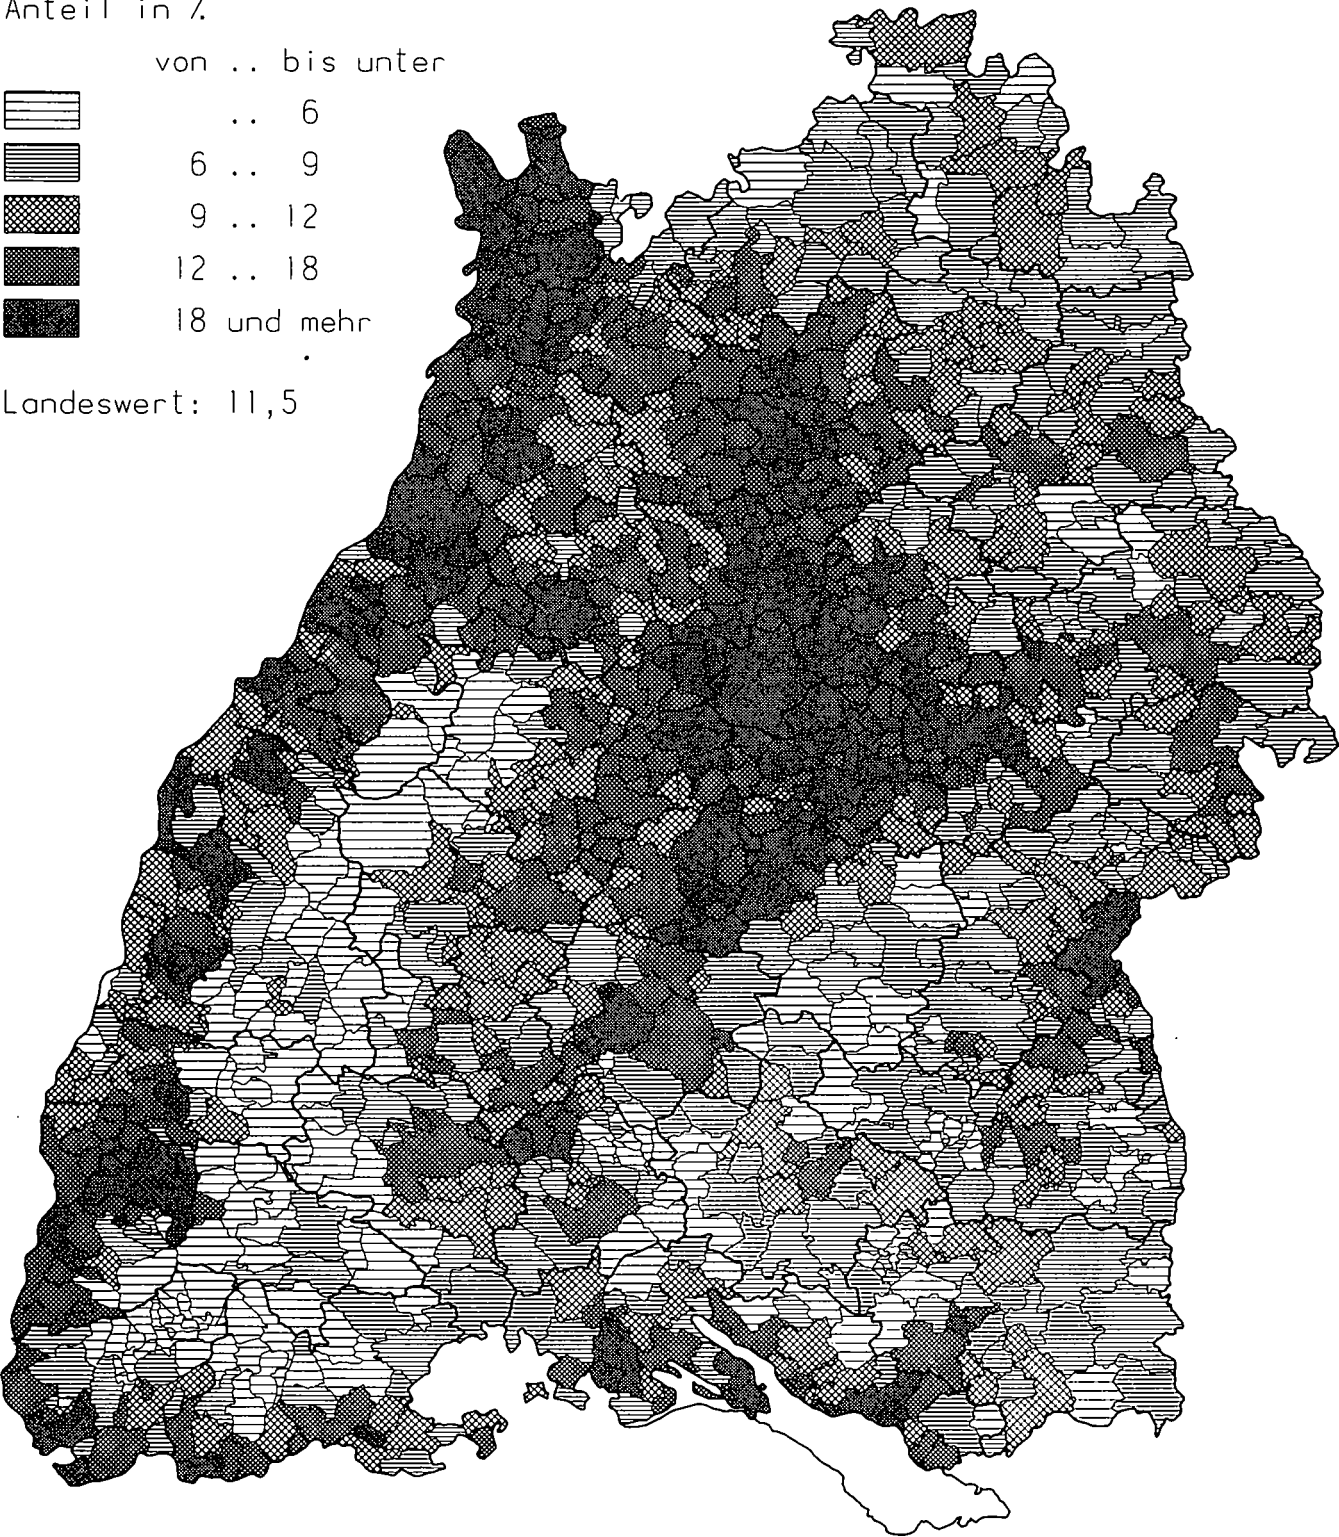 Anteil in %
von .. bis unter
.. 6
6 .. 9
9 .. 12
12 .. 18
18 und mehr
Landeswert: 11,5